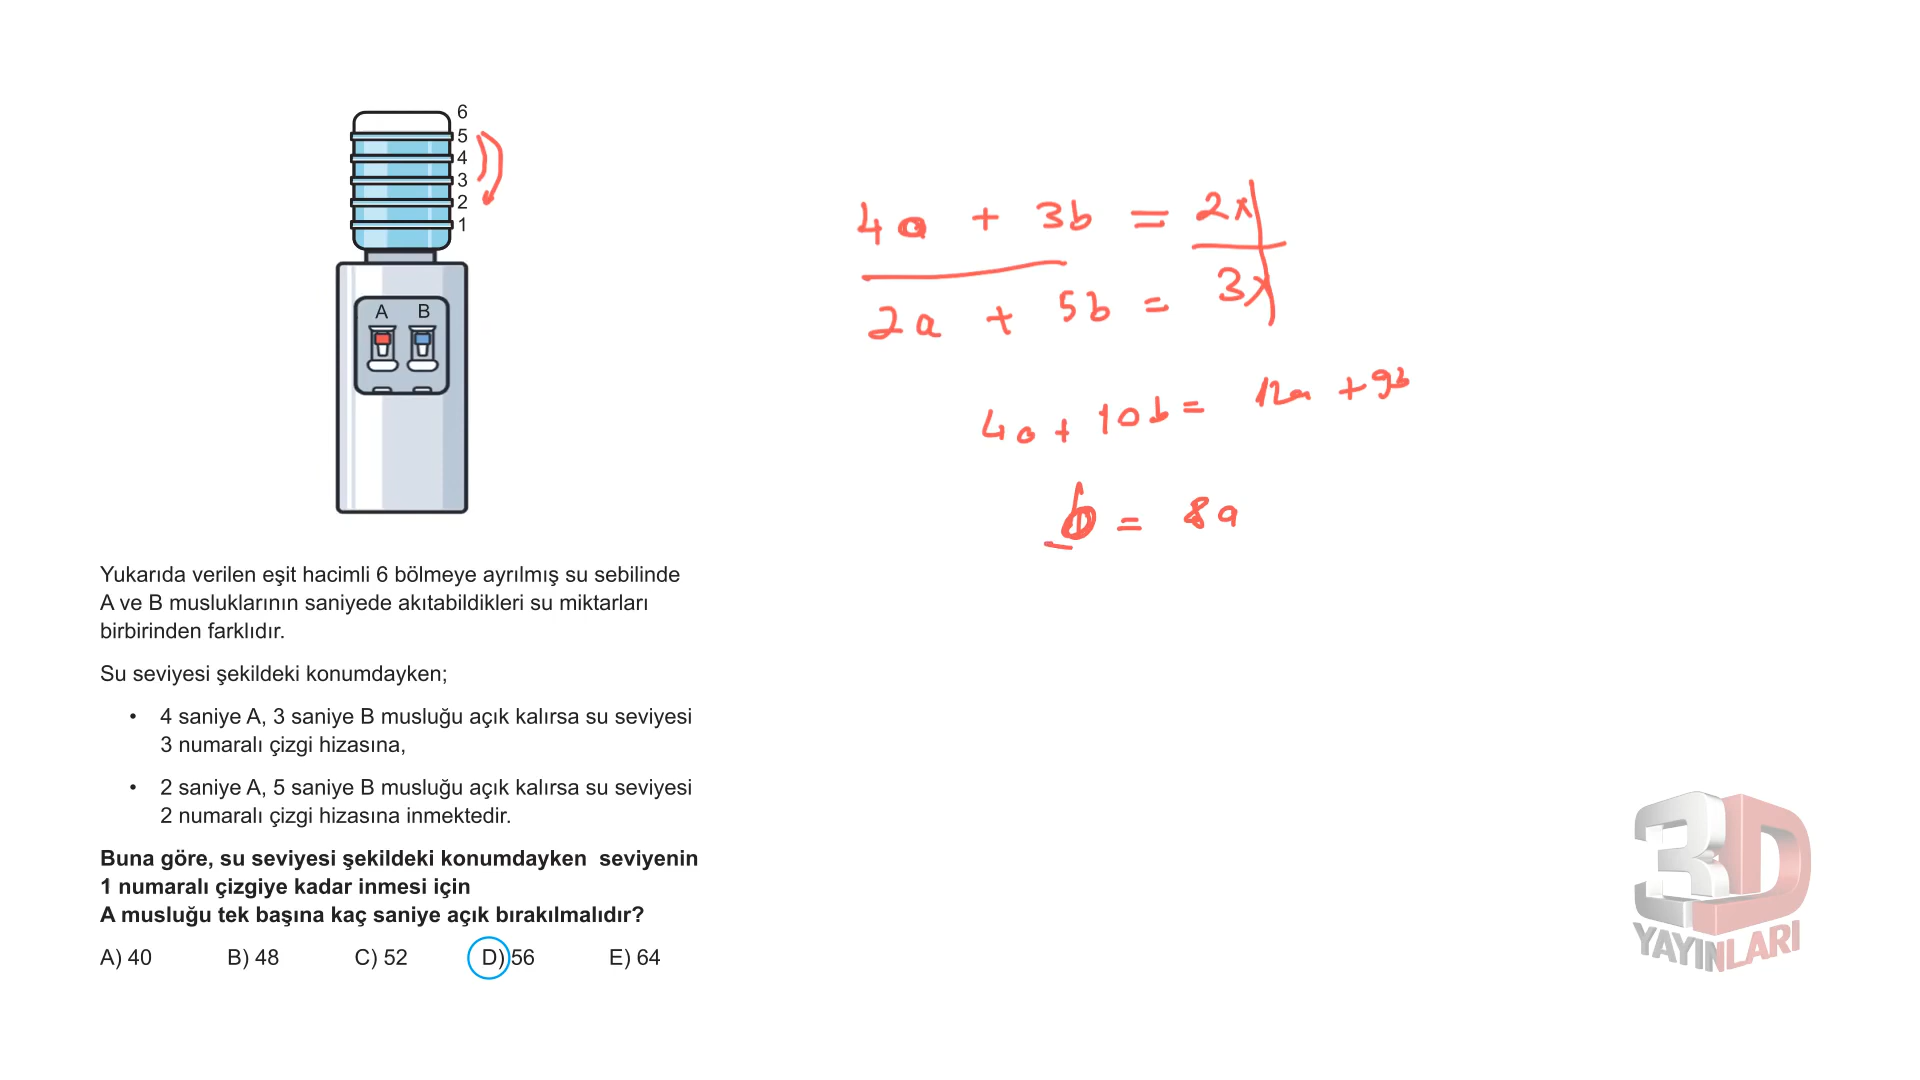 6
5
4
3
2
1
A B
4a + 3b = 2x
2a + 5b = 3x
4a + 10b = 12a + 9b
b = 8a
Yukarıda verilen eşit hacimli 6 bölmeye ayrılmış su sebilinde
A ve B musluklarının saniyede akıtabildikleri su miktarları
birbirinden farklıdır.
Su seviyesi şekildeki konumdayken;
• 4 saniye A, 3 saniye B musluğu açık kalırsa su seviyesi
3 numaralı çizgi hizasına,
• 2 saniye A, 5 saniye B musluğu açık kalırsa su seviyesi
2 numaralı çizgi hizasına inmektedir.
Buna göre, su seviyesi şekildeki konumdayken seviyenin
1 numaralı çizgiye kadar inmesi için
A musluğu tek başına kaç saniye açık bırakılmalıdır?
A) 40 B) 48 C) 52 D) 56 E) 64
3D
YAYINLARI